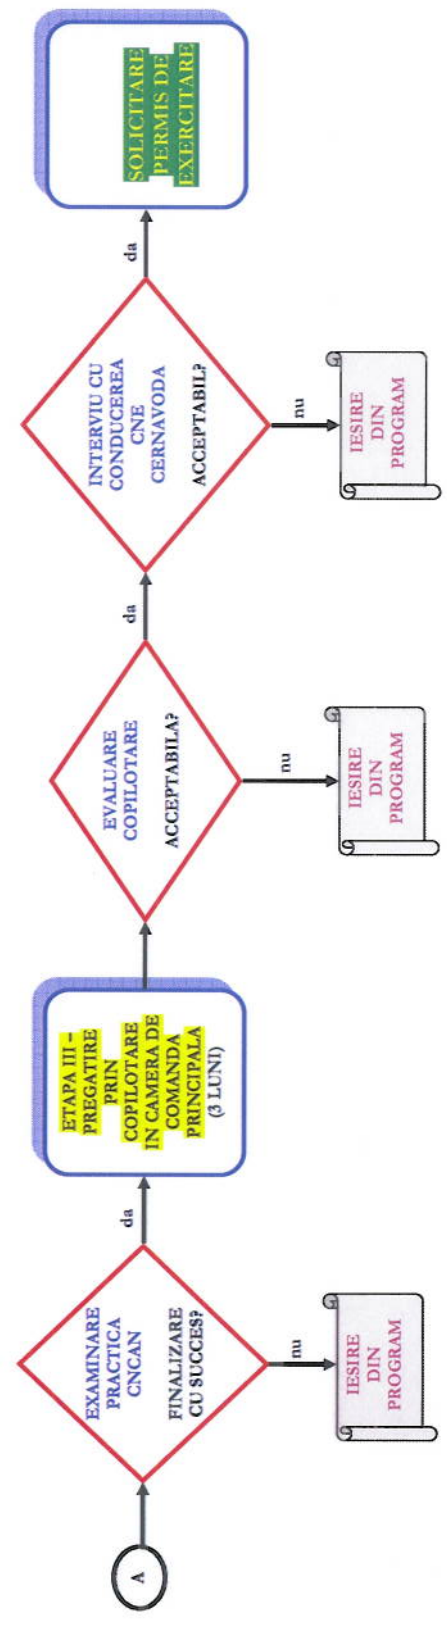 A
EXAMINARE
PRACTICA
CNCAN
FINALIZARE
CU SUCCES?
nu
IESIRE
DIN
PROGRAM
da
ETAPA III –
PREGATIRE
PRIN
COPILOTARE
IN CAMERA DE
COMANDA
PRINCIPALA
(3 LUNI)
EVALUARE
COPILOTARE
ACCEPTABILA?
nu
IESIRE
DIN
PROGRAM
da
INTERVIU CU
CONDUCEREA
CNE
CERNAVODA
ACCEPTABIL?
nu
IESIRE
DIN
PROGRAM
da
SOLICITARE
PERMIS DE
EXERCITARE